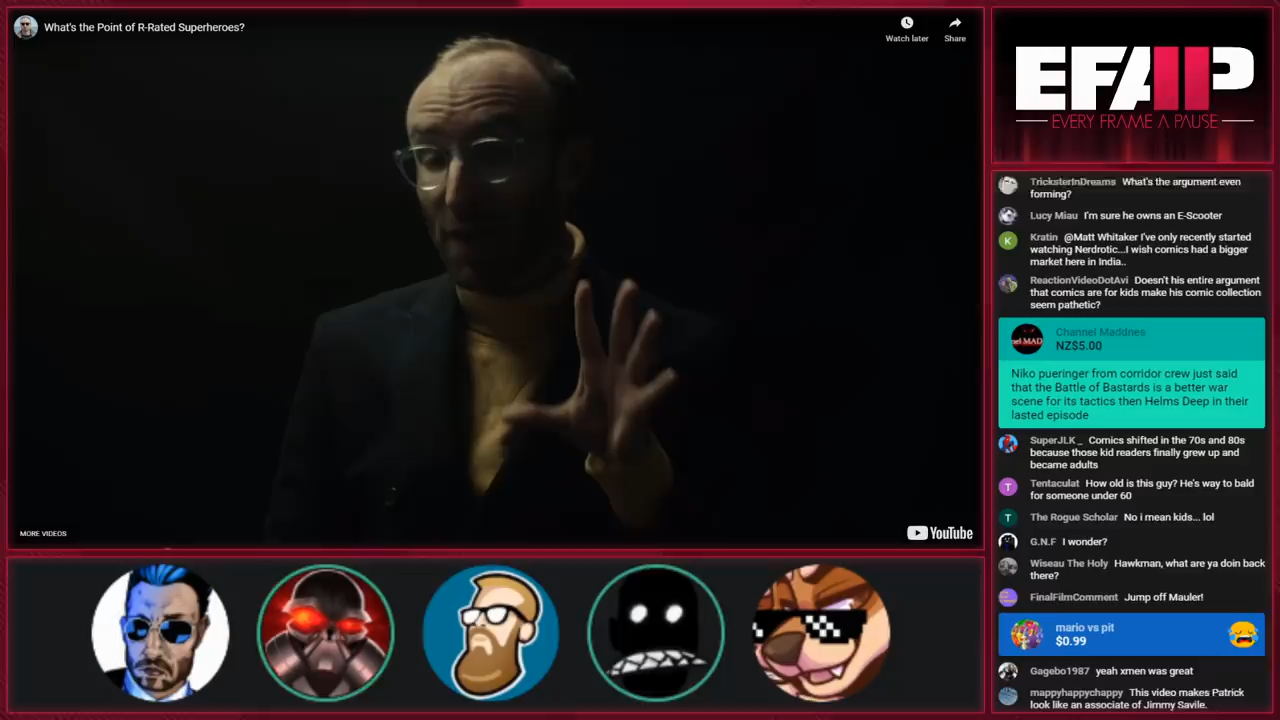 What's the Point of R-Rated Superheroes?
Watch later
Share
MORE VIDEOS
YouTube
EFAP
EVERY FRAME A PAUSE
TricksterInDreams What's the argument even
forming?
Lucy Miau I'm sure he owns an E-Scooter
K
Kratin @Matt Whitaker I've only recently started
watching Nerdrotic...I wish comics had a bigger
market here in India..
ReactionVideoDotAvi Doesn't his entire argument
that comics are for kids make his comic collection
seem pathetic?
nel MAD
Channel Maddnes
NZ$5.00
Niko pueringer from corridor crew just said
that the Battle of Bastards is a better war
scene for its tactics then Helms Deep in their
lasted episode
SuperJLK _ Comics shifted in the 70s and 80s
because those kid readers finally grew up and
became adults
T
Tentaculat How old is this guy? He's way to bald
for someone under 60
T
The Rogue Scholar No i mean kids... lol
G.N.F I wonder?
Wiseau The Holy Hawkman, what are ya doin back
there?
FinalFilmComment Jump off Mauler!
mario vs pit
$0.99
Gagebo1987 yeah xmen was great
mappyhappychappy This video makes Patrick
look like an associate of Jimmy Savile.